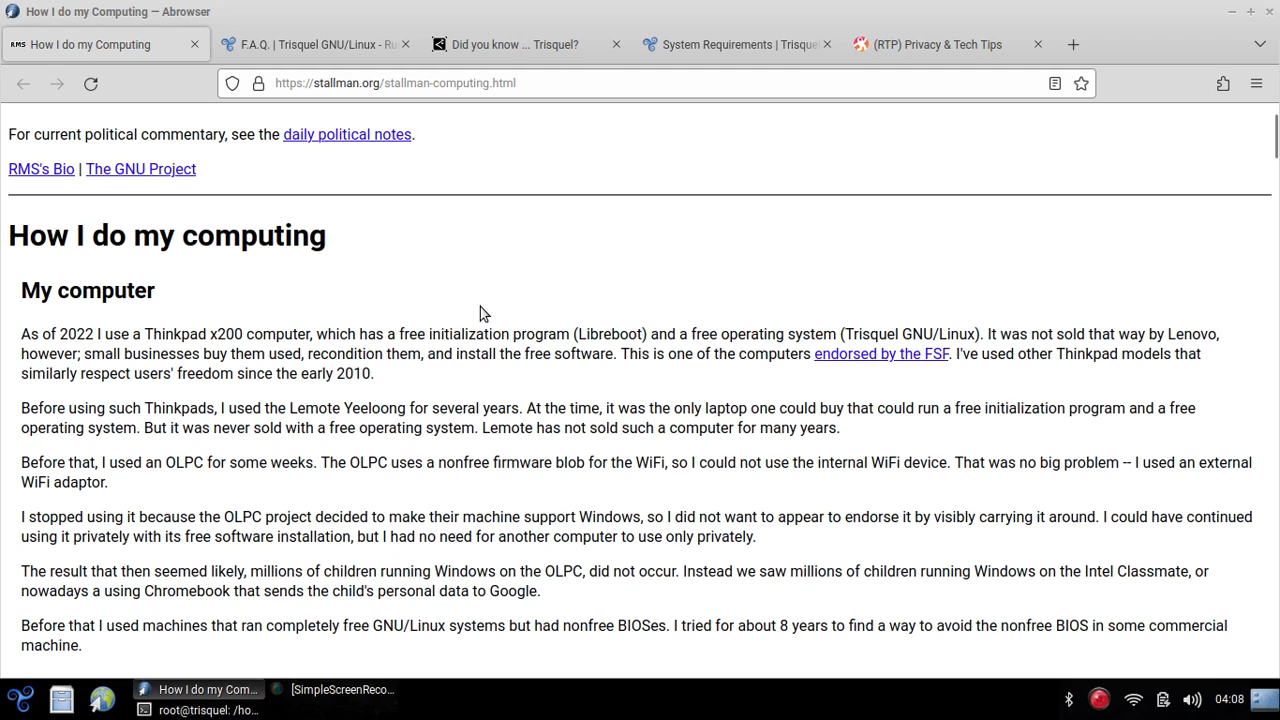 How I do my Computing — Abrowser
RMS How I do my Computing
F.A.Q. | Trisquel GNU/Linux - Ru
Did you know ... Trisquel?
System Requirements | Trisque
(RTP) Privacy & Tech Tips
https://stallman.org/stallman-computing.html
For current political commentary, see the daily political notes.
RMS's Bio | The GNU Project
How I do my computing
My computer
As of 2022 I use a Thinkpad x200 computer, which has a free initialization program (Libreboot) and a free operating system (Trisquel GNU/Linux). It was not sold that way by Lenovo,
however; small businesses buy them used, recondition them, and install the free software. This is one of the computers endorsed by the FSF. I've used other Thinkpad models that
similarly respect users' freedom since the early 2010.
Before using such Thinkpads, I used the Lemote Yeeloong for several years. At the time, it was the only laptop one could buy that could run a free initialization program and a free
operating system. But it was never sold with a free operating system. Lemote has not sold such a computer for many years.
Before that, I used an OLPC for some weeks. The OLPC uses a nonfree firmware blob for the WiFi, so I could not use the internal WiFi device. That was no big problem -- I used an external
WiFi adaptor.
I stopped using it because the OLPC project decided to make their machine support Windows, so I did not want to appear to endorse it by visibly carrying it around. I could have continued
using it privately with its free software installation, but I had no need for another computer to use only privately.
The result that then seemed likely, millions of children running Windows on the OLPC, did not occur. Instead we saw millions of children running Windows on the Intel Classmate, or
nowadays a using Chromebook that sends the child's personal data to Google.
Before that I used machines that ran completely free GNU/Linux systems but had nonfree BIOSes. I tried for about 8 years to find a way to avoid the nonfree BIOS in some commercial
machine.
How I do my Com...
[SimpleScreenReco...
root@trisquel: /ho...
04:08